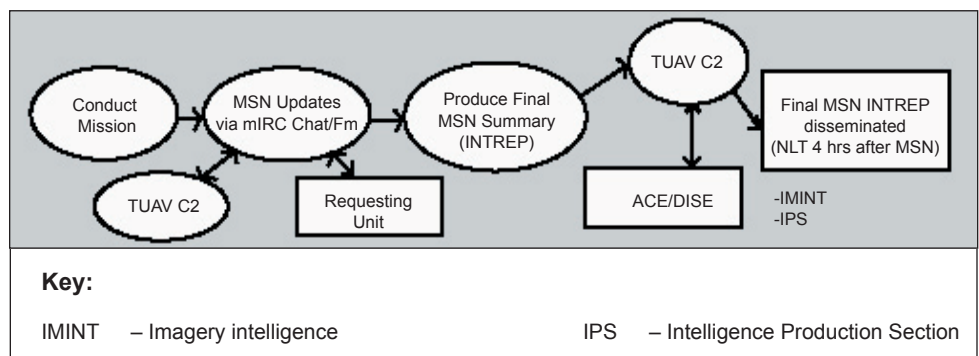 Conduct
Mission
MSN Updates
via mIRC Chat/Fm
TUAV C2
Requesting
Unit
Produce Final
MSN Summary
(INTREP)
TUAV C2
ACE/DISE
Final MSN INTREP
disseminated
(NLT 4 hrs after MSN)
-IMINT
-IPS
Key:
IMINT – Imagery intelligence
IPS – Intelligence Production Section